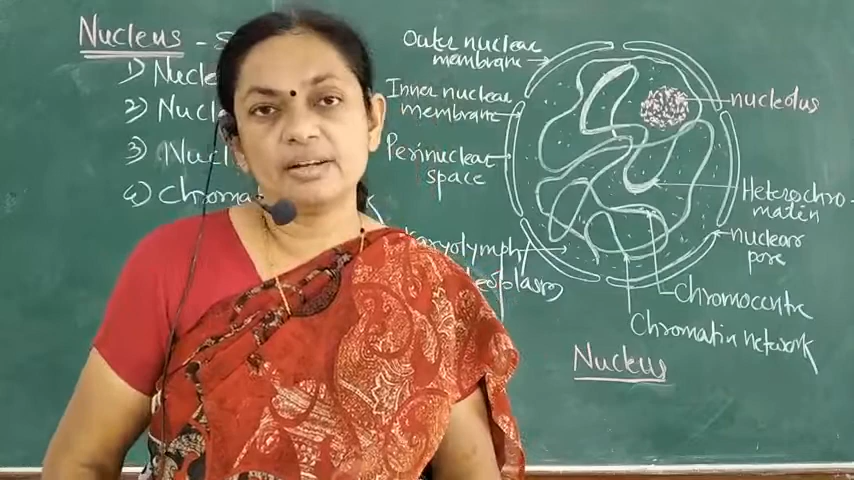 Nucleus - S
1) Nucle
2) Nucl
3) Nucl
4) Chroma
Outer nuclear
membrane
Inner nuclear
membrane
Perinuclear
space
nucleolus
Heterochro-
matin
nuclear
pore
Karyolymph
Chromocentre
Chromatin network
Nucleus